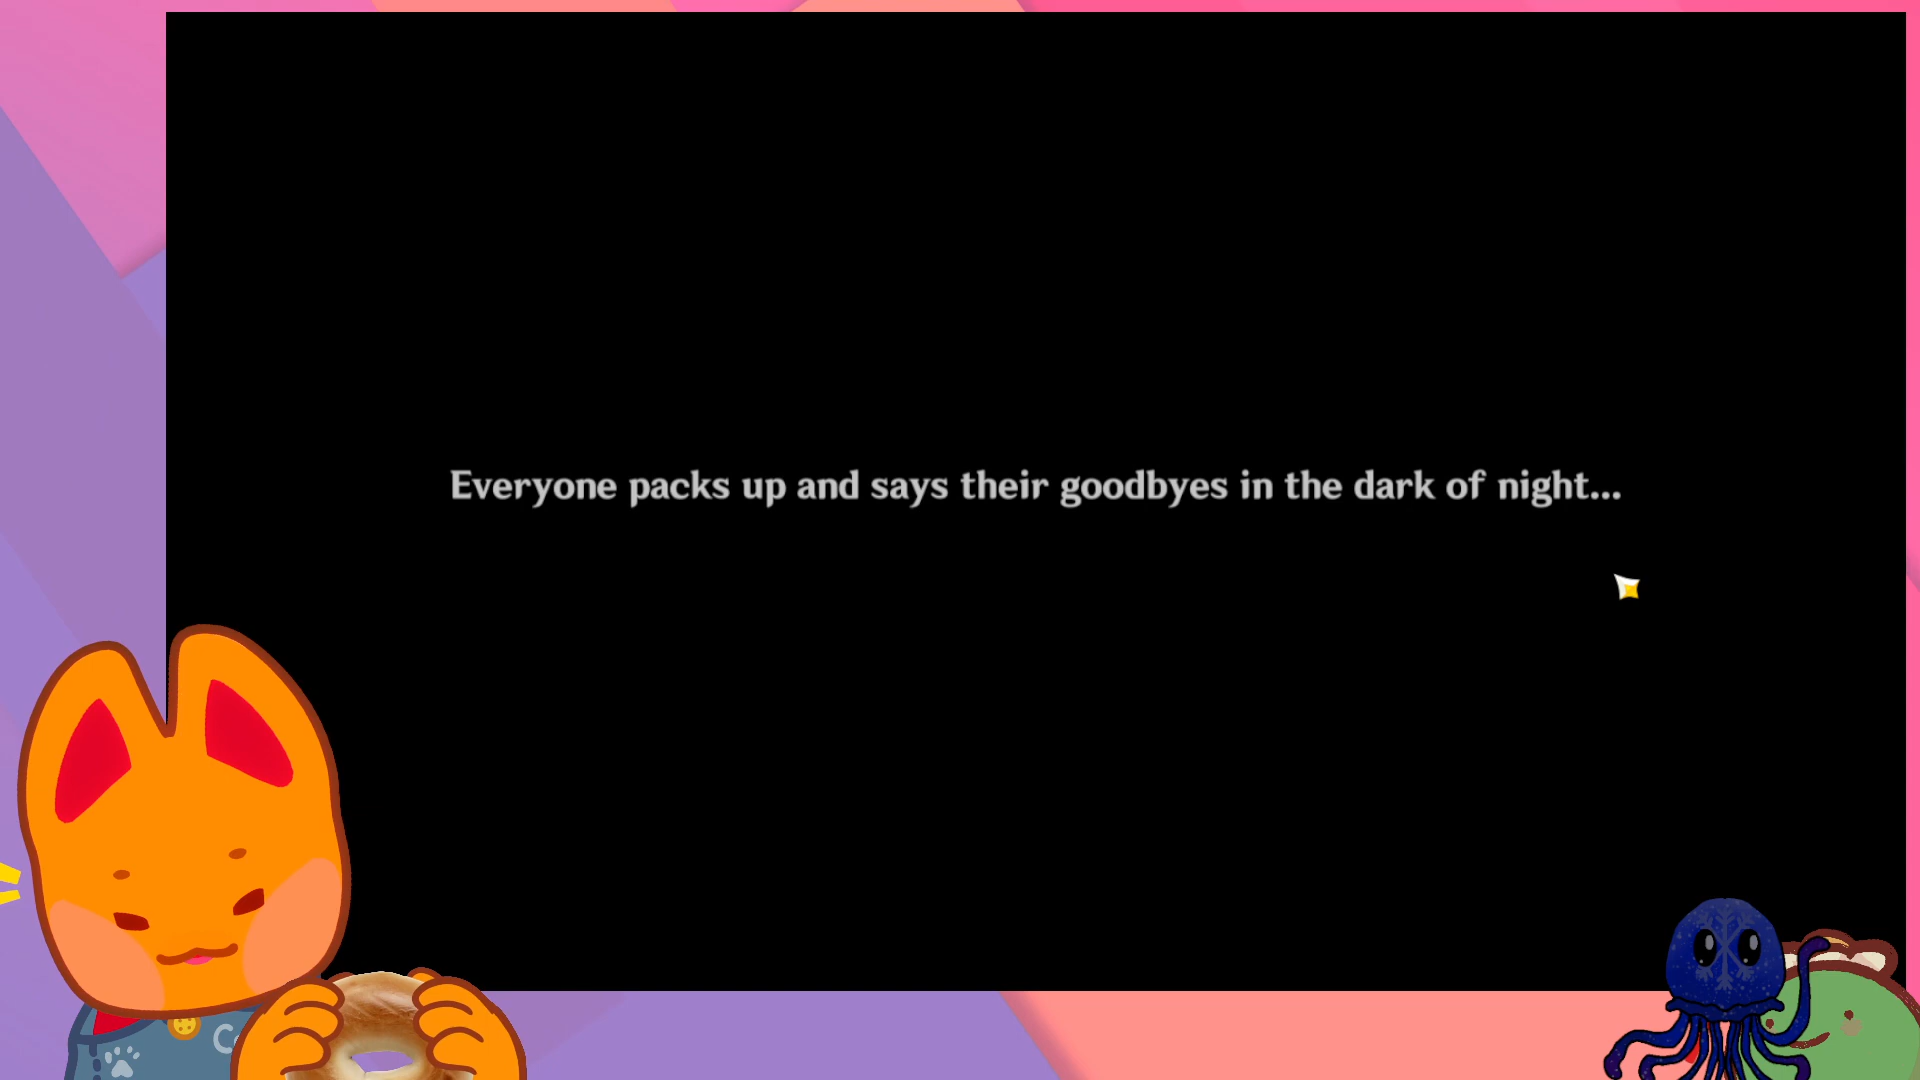 Everyone packs up and says their goodbyes in the dark of night...